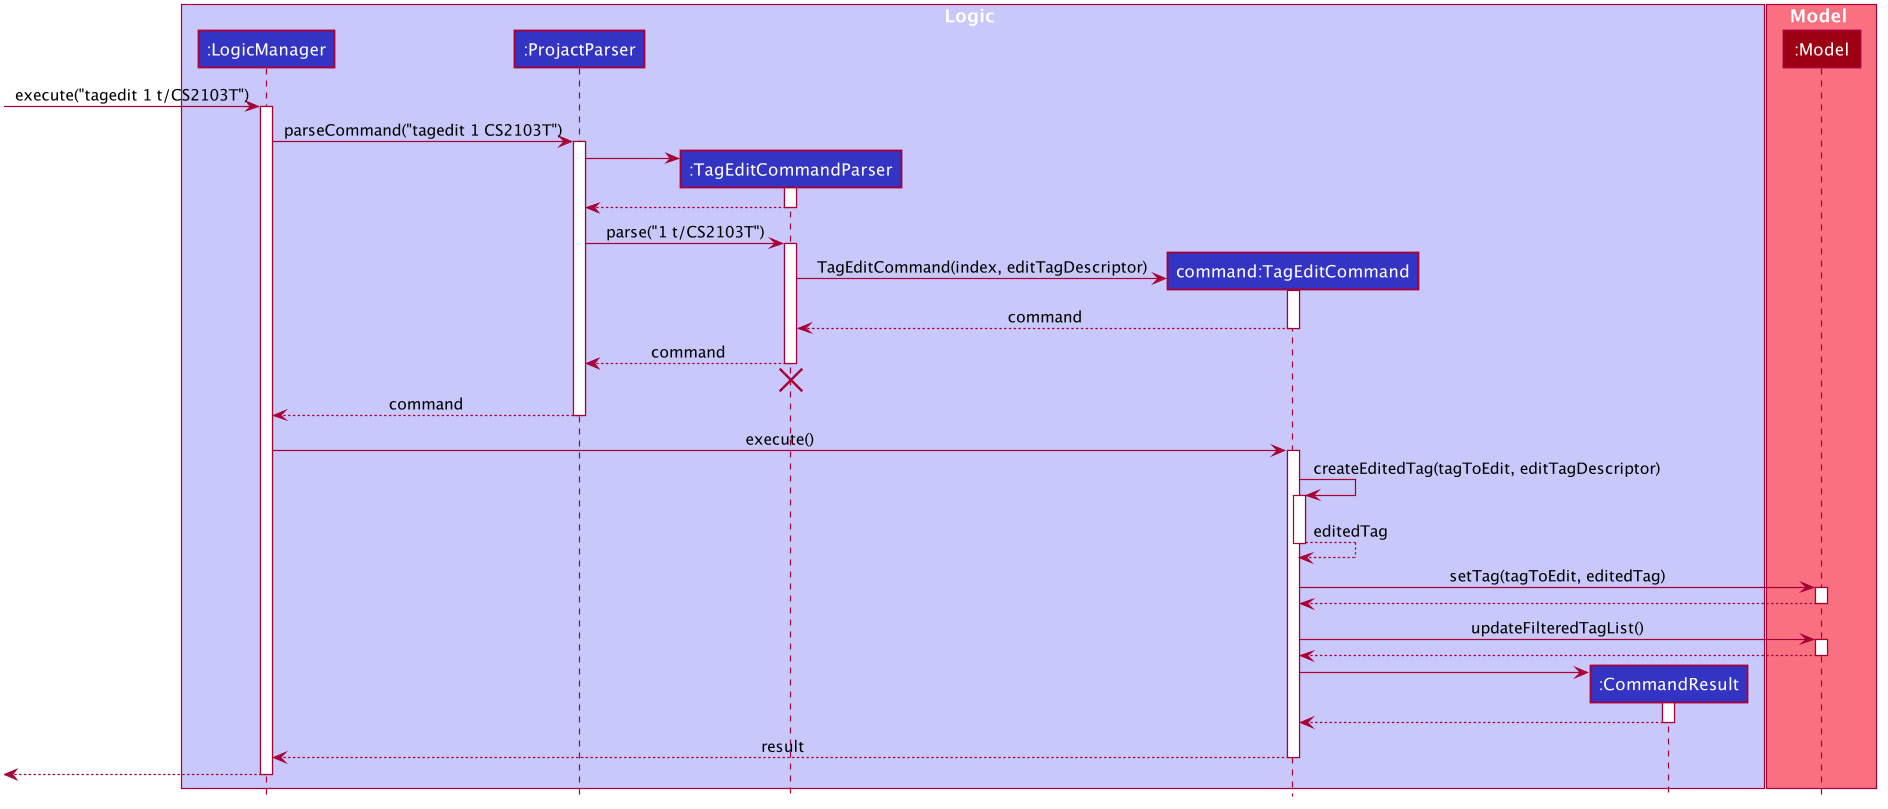 Logic
Model
:LogicManager
:ProjactParser
:Model
execute("tagedit 1 t/CS2103T")
parseCommand("tagedit 1 CS2103T")
:TagEditCommandParser
parse("1 t/CS2103T")
TagEditCommand(index, editTagDescriptor)
command:TagEditCommand
command
command
command
execute()
createEditedTag(tagToEdit, editTagDescriptor)
editedTag
setTag(tagToEdit, editedTag)
updateFilteredTagList()
:CommandResult
result